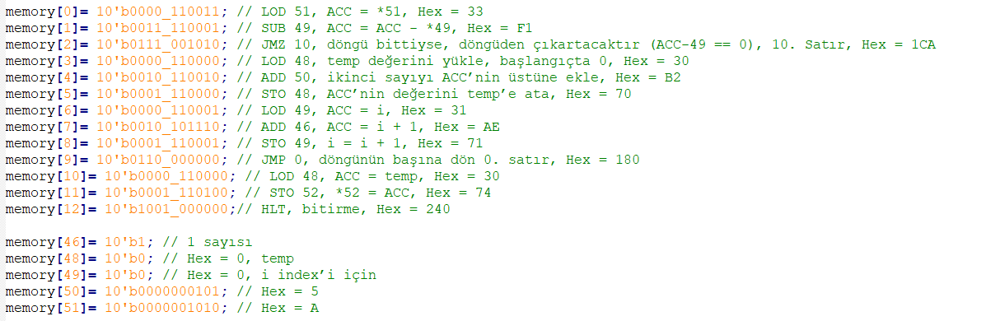 memory[0]= 10'b0000_110011; // LOD 51, ACC = *51, Hex = 33
memory[1]= 10'b0011_110001; // SUB 49, ACC = ACC - *49, Hex = F1
memory[2]= 10'b0111_001010; // JMZ 10, döngü bittiyse, döngüden çıkartacaktır (ACC-49 == 0), 10. Satır, Hex = 1CA
memory[3]= 10'b0000_110000; // LOD 48, temp değerini yükle, başlangıçta 0, Hex = 30
memory[4]= 10'b0010_110010; // ADD 50, ikinci sayıyı ACC’nin üstüne ekle, Hex = B2
memory[5]= 10'b0001_110000; // STO 48, ACC’nin değerini temp’e ata, Hex = 70
memory[6]= 10'b0000_110001; // LOD 49, ACC = i, Hex = 31
memory[7]= 10'b0010_101110; // ADD 46, ACC = i + 1, Hex = AE
memory[8]= 10'b0001_110001; // STO 49, i = i + 1, Hex = 71
memory[9]= 10'b0110_000000; // JMP 0, döngünün başına dön 0. satır, Hex = 180
memory[10]= 10'b0000_110000; // LOD 48, ACC = temp, Hex = 30
memory[11]= 10'b0001_110100; // STO 52, *52 = ACC, Hex = 74
memory[12]= 10'b1001_000000;// HLT, bitirme, Hex = 240
memory[46]= 10'b1; // 1 sayısı
memory[48]= 10'b0; // Hex = 0, temp
memory[49]= 10'b0; // Hex = 0, i index’i için
memory[50]= 10'b0000000101; // Hex = 5
memory[51]= 10'b0000001010; // Hex = A